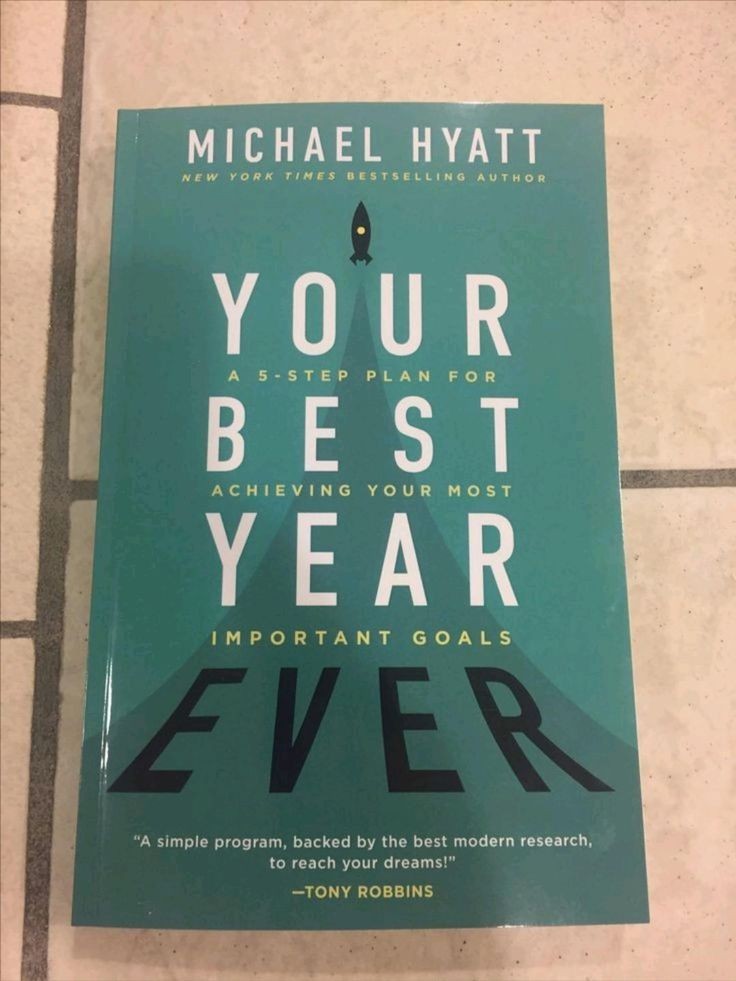 MICHAEL HYATT
NEW YORK TIMES BESTSELLING AUTHOR
YOUR
A 5-STEP PLAN FOR
BEST
ACHIEVING YOUR MOST
YEAR
IMPORTANT GOALS
EVER
“A simple program, backed by the best modern research,
to reach your dreams!”
—TONY ROBBINS